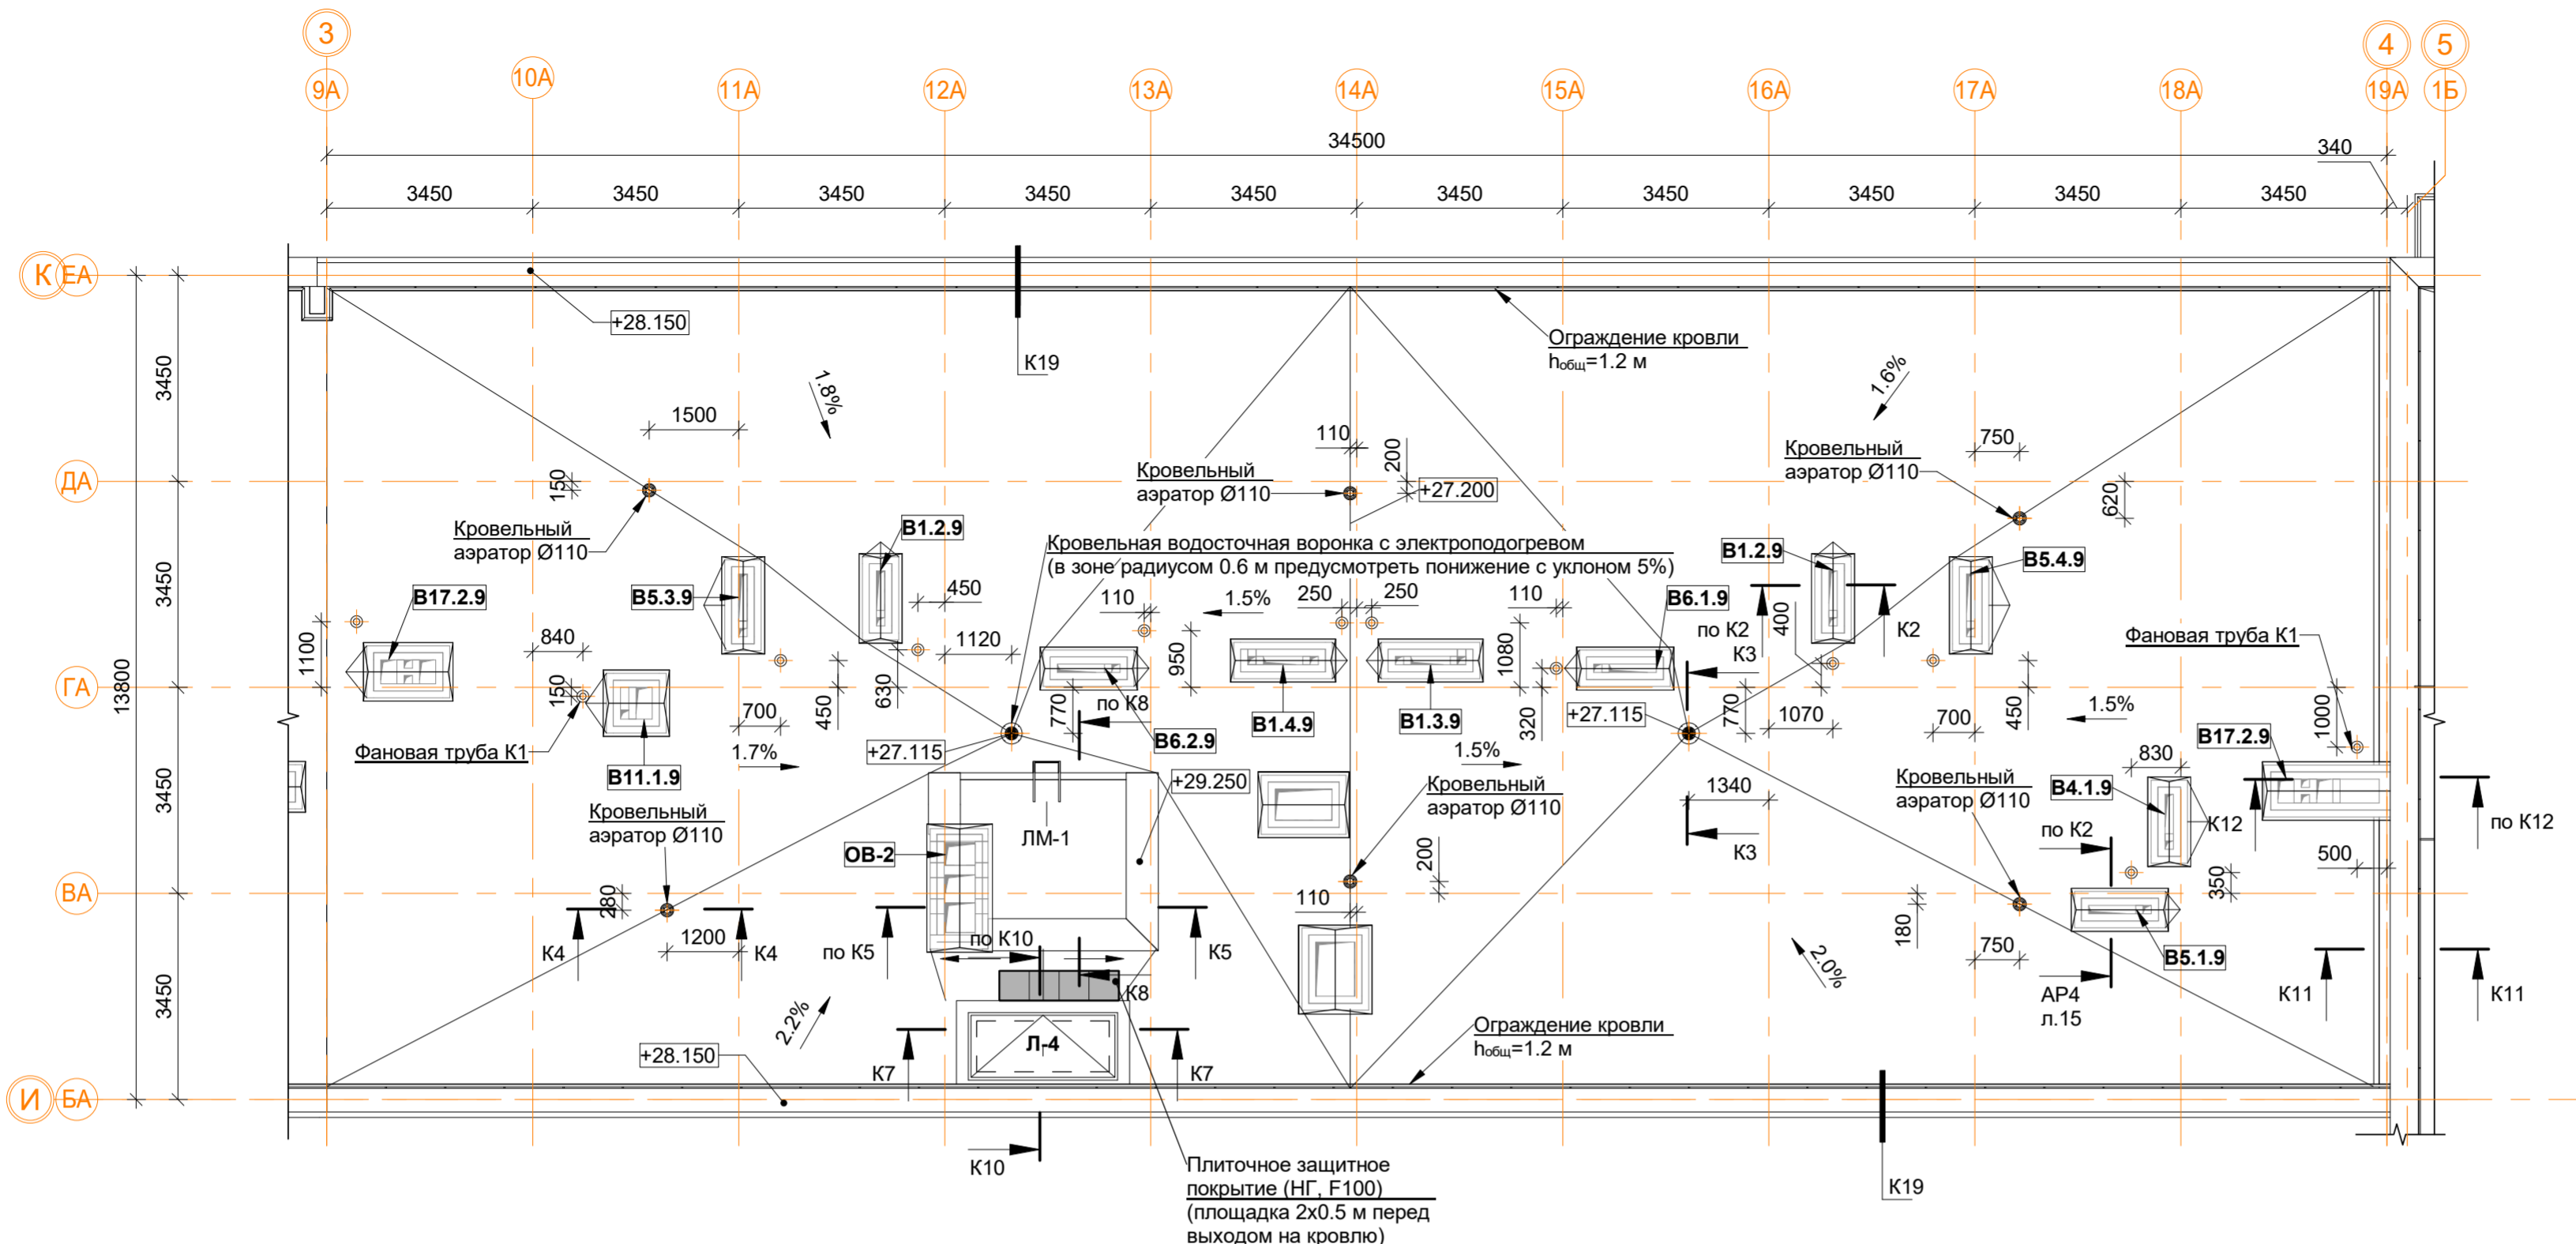 3
4
5
9А
10А
11А
12А
13А
14А
15А
16А
17А
18А
19А
1Б
34500
340
3450
3450
3450
3450
3450
3450
3450
3450
3450
3450
К
ЕА
+28.150
К19
Ограждение кровли
hобщ=1.2 м
3450
1.8%
1.6%
1500
110
200
750
Кровельный
аэратор Ø110
Кровельный
аэратор Ø110
ДА
150
+27.200
620
Кровельный
аэратор Ø110
В1.2.9
Кровельная водосточная воронка с электроподогревом
(в зоне радиусом 0.6 м предусмотреть понижение с уклоном 5%)
В1.2.9
В5.4.9
В17.2.9
В5.3.9
450
110
1.5%
250
250
110
В6.1.9
по К2
400
К2
3450
1100
840
1120
950
1080
К3
Фановая труба К1
13800
ГА
150
700
450
630
770
по К8
В1.4.9
В1.3.9
320
+27.115
770
1070
700
450
1.5%
1000
Фановая труба К1
1.7%
+27.115
В6.2.9
1.5%
В17.2.9
В11.1.9
+29.250
Кровельный
аэратор Ø110
1340
Кровельный
аэратор Ø110
830
В4.1.9
3450
Кровельный
аэратор Ø110
ЛМ-1
К12
по К12
ОВ-2
К3
по К2
500
200
350
ВА
280
110
180
1200
К4
К4
по К5
по К10
К5
750
В5.1.9
3450
2.2%
К8
2.0%
АР4
л.15
К11
К11
Ограждение кровли
hобщ=1.2 м
+28.150
Л-4
К7
К7
И
БА
К10
К19
Плиточное защитное
покрытие (НГ, F100)
(площадка 2х0.5 м перед
выходом на кровлю)